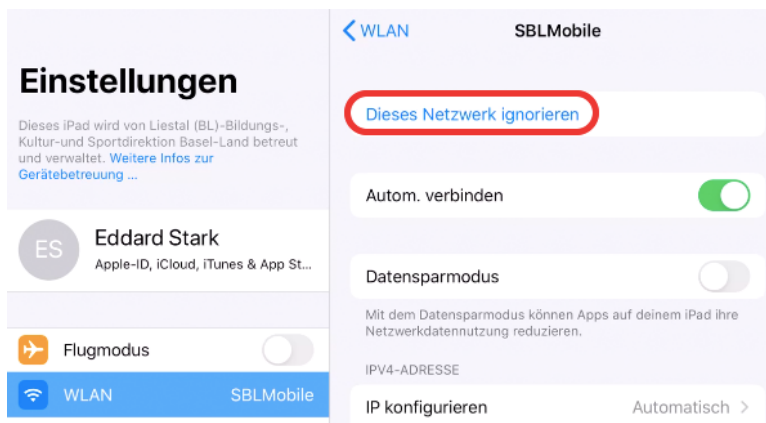 Einstellungen
Dieses iPad wird von Liestal (BL)-Bildungs-,
Kultur-und Sportdirektion Basel-Land betreut
und verwaltet. Weitere Infos zur
Gerätebetreuung ...
ES
Eddard Stark
Apple-ID, iCloud, iTunes & App St...
Flugmodus
WLAN SBLMobile
WLAN SBLMobile
Dieses Netzwerk ignorieren
Autom. verbinden
Datensparmodus
Mit dem Datensparmodus können Apps auf deinem iPad ihre
Netzwerkdatennutzung reduzieren.
IPV4-ADRESSE
IP konfigurieren Automatisch